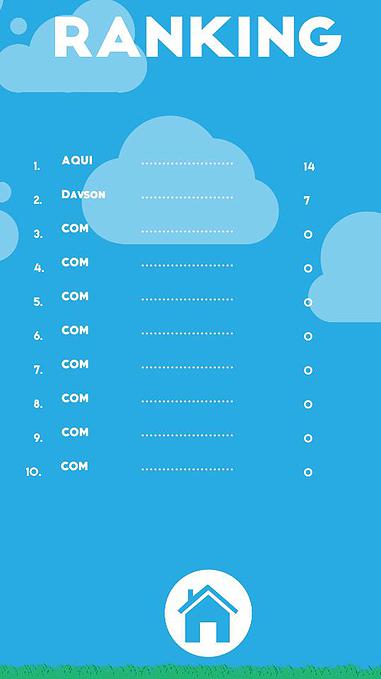 RANKING
1. AQUI .......................... 14
2. Davson .......................... 7
3. COM .......................... 0
4. COM .......................... 0
5. COM .......................... 0
6. COM .......................... 0
7. COM .......................... 0
8. COM .......................... 0
9. COM .......................... 0
10. COM .......................... 0